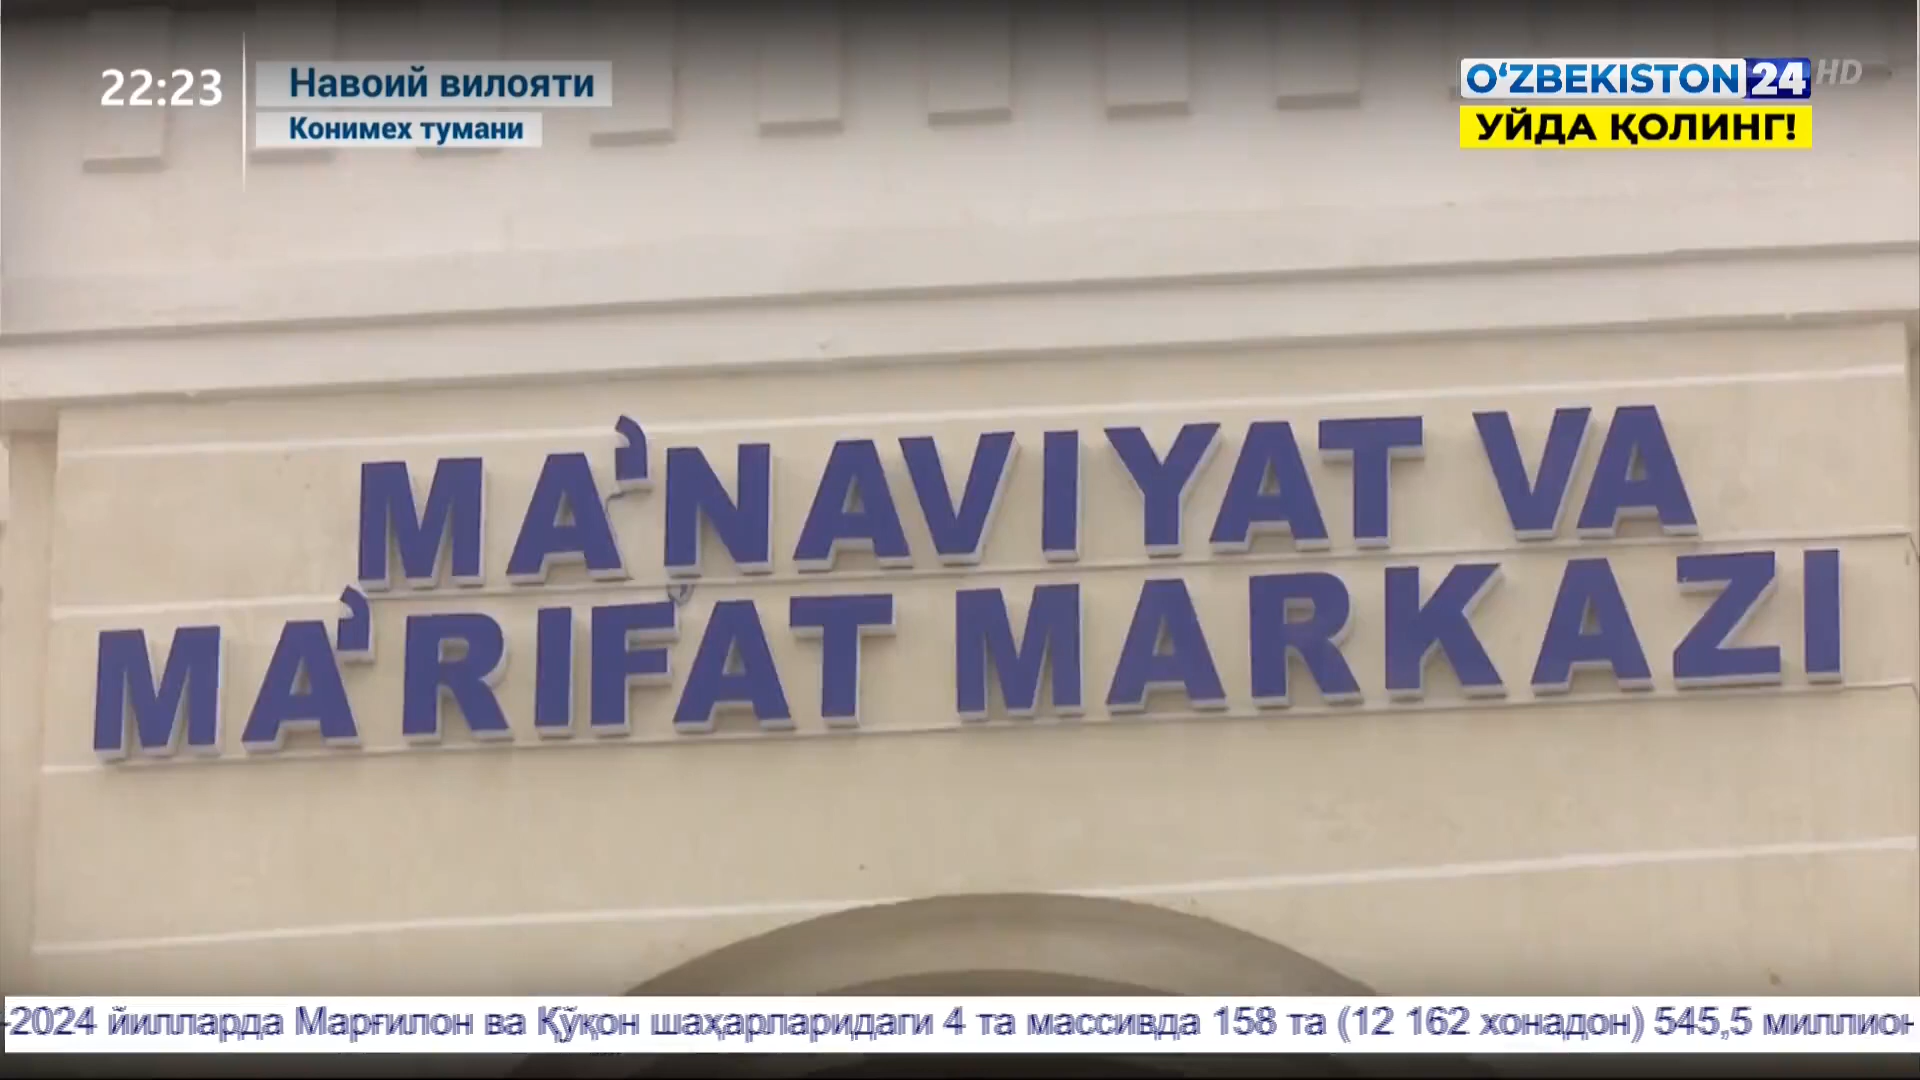 22:23
Навоий вилояти
Конимех тумани
O‘ZBEKISTON 24 HD
УЙДА ҚОЛИНГ!
MA'NAVIYAT VA
MA'RIFAT MARKAZI
-2024 йилларда Марғилон ва Қўқон шаҳарларидаги 4 та массивда 158 та (12 162 хонадон) 545,5 миллион